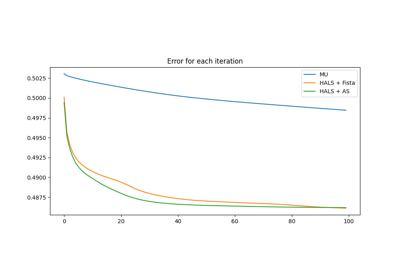 Error for each iteration
MU
HALS + Fista
HALS + AS
0.5025
0.5000
0.4975
0.4950
0.4925
0.4900
0.4875
0 20 40 60 80 100